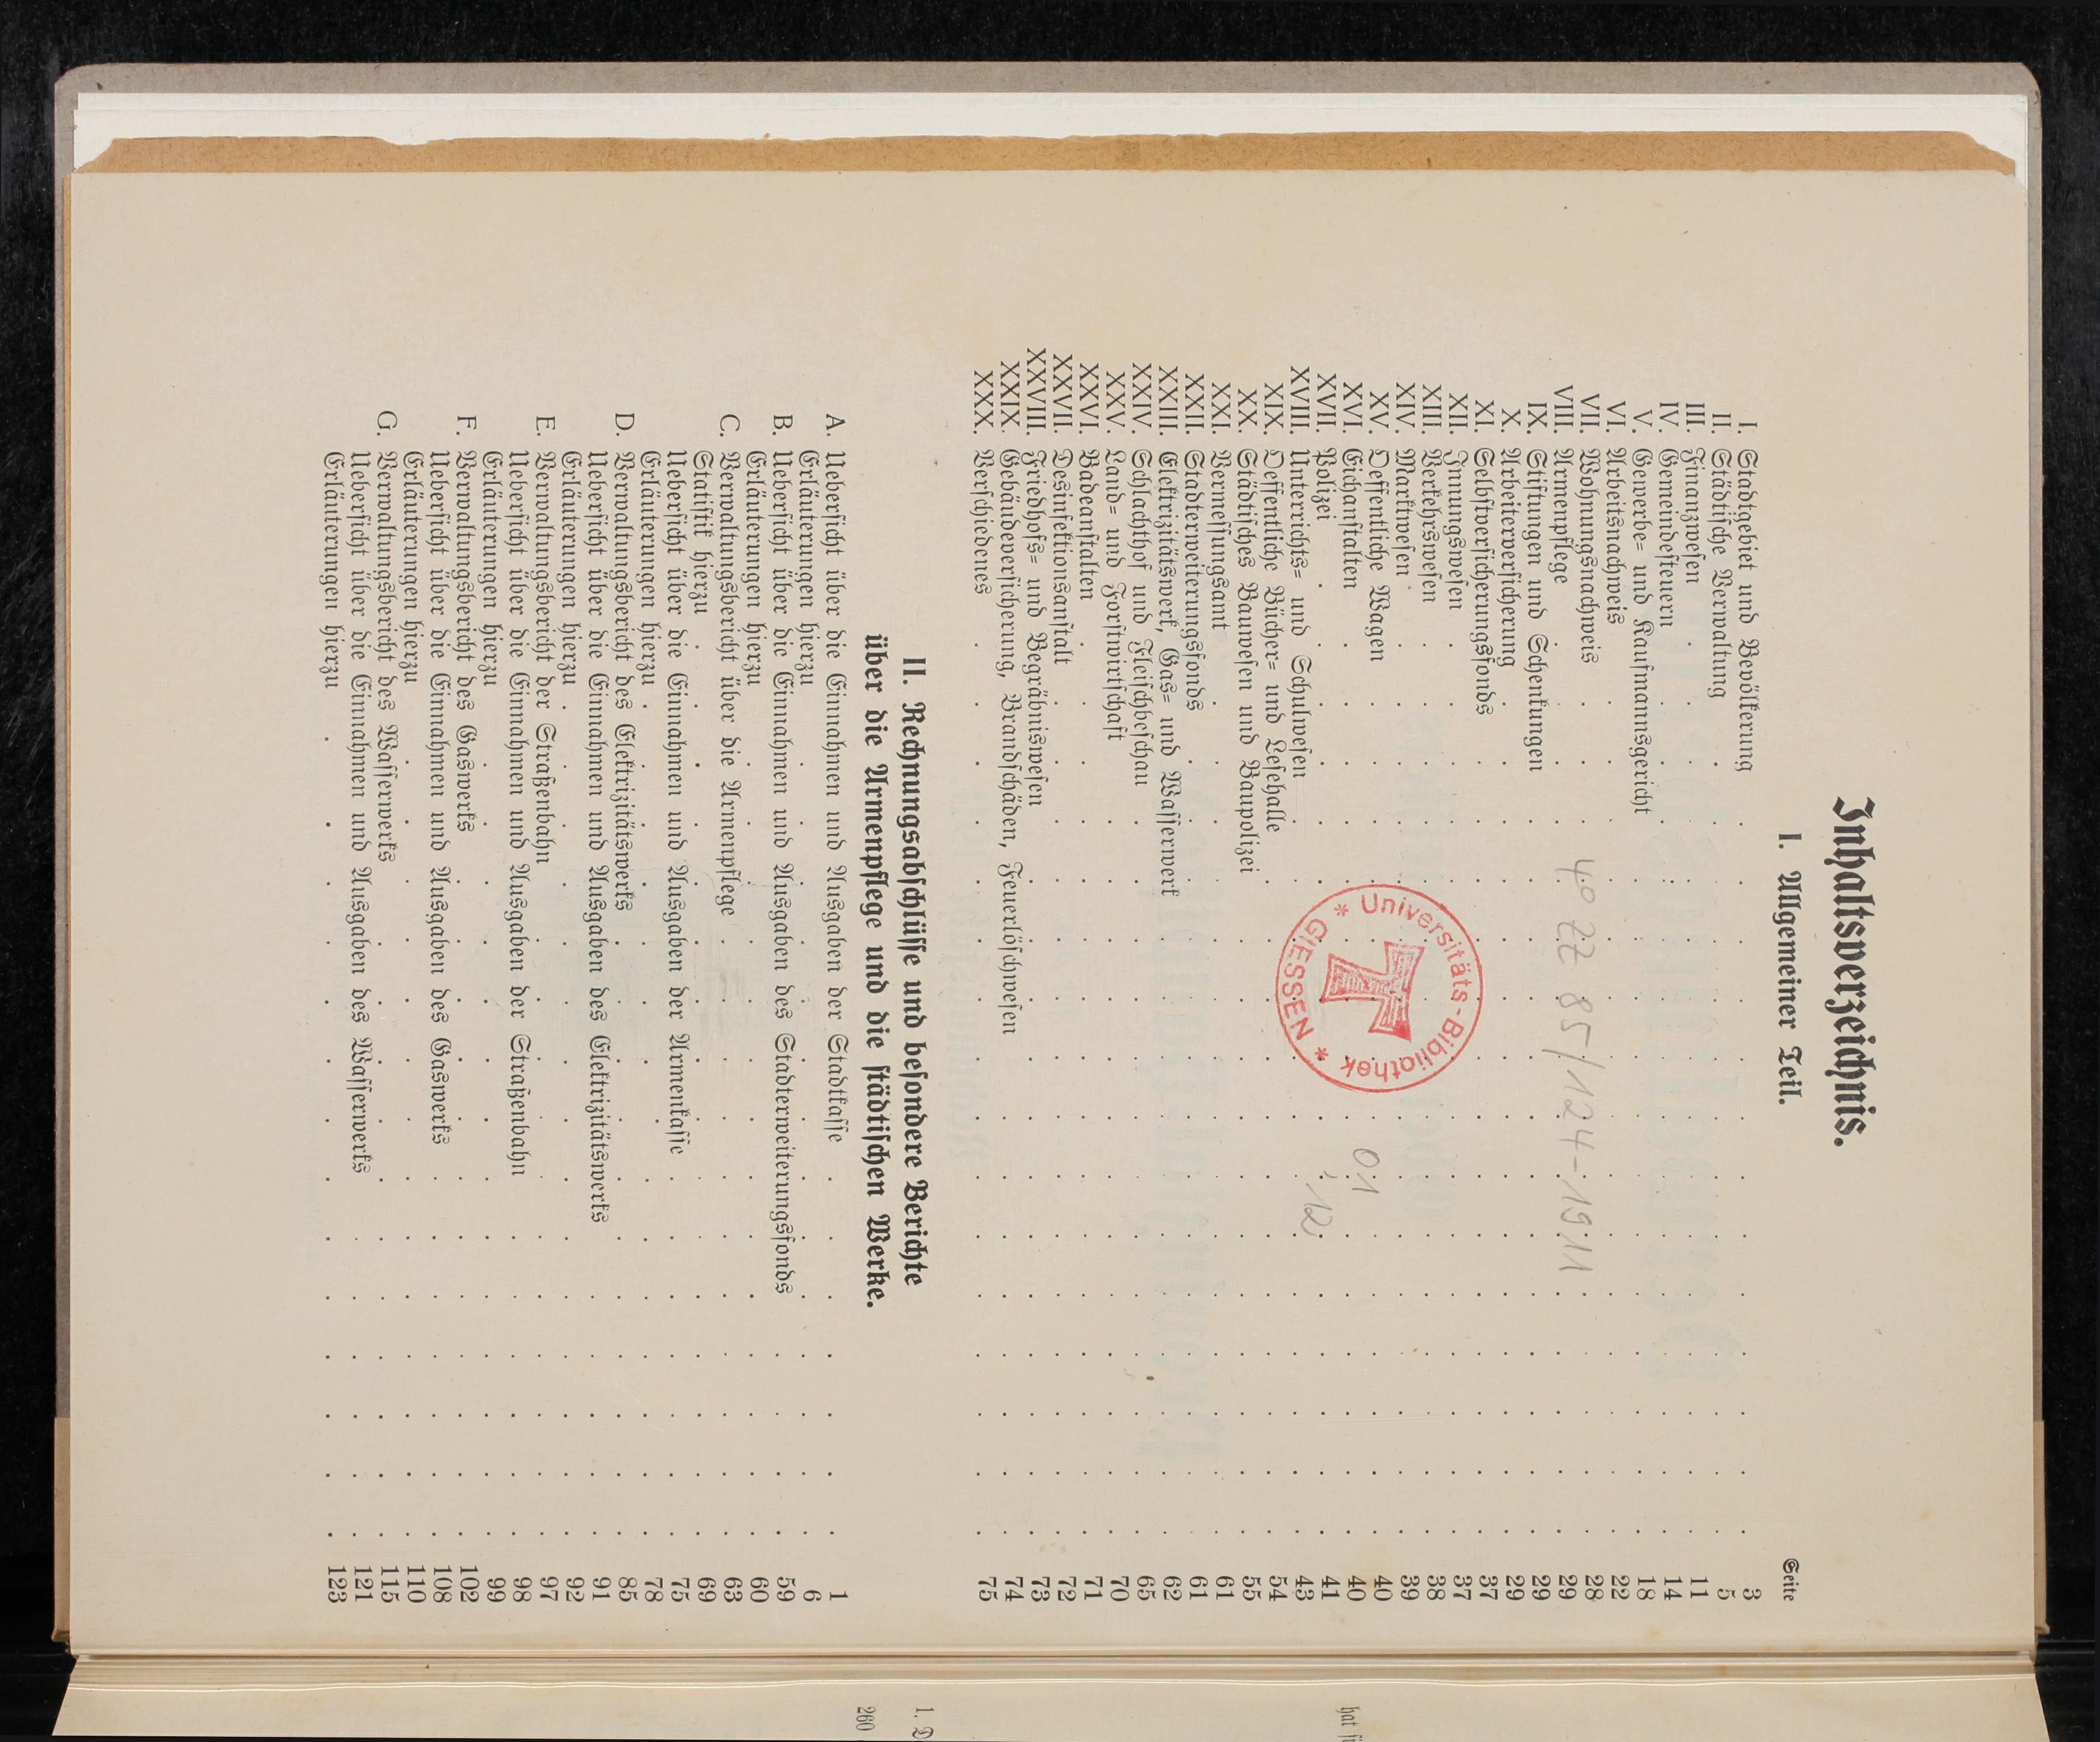 Inhaltsverzeichnis.
I. Allgemeiner Teil.
Seite
I. Stadtgebiet und Bevölkerung . . . 3
II. Städtische Verwaltung . . . 5
III. Finanzwesen . . . 11
IV. Gemeindesteuern . . . 14
V. Gewerbe= und Kaufmannsgericht . . . 18
VI. Arbeitsnachweis . . . 22
VII. Wohnungsnachweis . . . 28
VIII. Armenpflege . . . 29
IX. Stiftungen und Schenkungen . . . 29
X. Arbeiterversicherung . . . 29
XI. Selbstversicherungsfonds . . . 37
XII. Innungswesen . . . 37
XIII. Verkehrswesen . . . 38
XIV. Marktwesen . . . 39
XV. Oeffentliche Wagen . . . 40
XVI. Eichanstalten . . . 40
XVII. Polizei . . . 41
XVIII. Unterrichts= und Schulwesen . . . 43
XIX. Oeffentliche Bücher= und Lesehalle . . . 54
XX. Städtisches Bauwesen und Baupolizei . . . 55
XXI. Vermessungsamt . . . 61
XXII. Stadterweiterungsfonds . . . 61
XXIII. Elektrizitätswerk, Gas= und Wasserwerk . . . 62
XXIV. Schlachthof und Fleischbeschau . . . 65
XXV. Land= und Forstwirtschaft . . . 70
XXVI. Badeanstalten . . . 71
XXVII. Desinfektionsanstalt . . . 72
XXVIII. Friedhofs= und Begräbniswesen . . . 73
XXIX. Gebäudeversicherung, Brandschäden, Feuerlöschwesen . . . 74
XXX. Verschiedenes . . . 75
4° ZZ 85/124-1911
01
'12
* Universitäts-Bibliothek * GIESSEN
II. Rechnungsabschlüsse und besondere Berichte
über die Armenpflege und die städtischen Werke.
A. Uebersicht über die Einnahmen und Ausgaben der Stadtkasse . . . 1
Erläuterungen hierzu . . . 6
B. Uebersicht über die Einnahmen und Ausgaben des Stadterweiterungsfonds . . . 59
Erläuterungen hierzu . . . 60
C. Verwaltungsbericht über die Armenpflege . . . 63
Statistik hierzu . . . 69
Uebersicht über die Einnahmen und Ausgaben der Armenkasse . . . 75
Erläuterungen hierzu . . . 78
D. Verwaltungsbericht des Elektrizitätswerks . . . 85
Uebersicht über die Einnahmen und Ausgaben des Elektrizitätswerks . . . 91
Erläuterungen hierzu . . . 92
E. Verwaltungsbericht der Straßenbahn . . . 97
Uebersicht über die Einnahmen und Ausgaben der Straßenbahn . . . 98
Erläuterungen hierzu . . . 99
F. Verwaltungsbericht des Gaswerks . . . 102
Uebersicht über die Einnahmen und Ausgaben des Gaswerks . . . 108
Erläuterungen hierzu . . . 110
G. Verwaltungsbericht des Wasserwerks . . . 115
Uebersicht über die Einnahmen und Ausgaben des Wasserwerks . . . 121
Erläuterungen hierzu . . . 123
hat
1. D
260